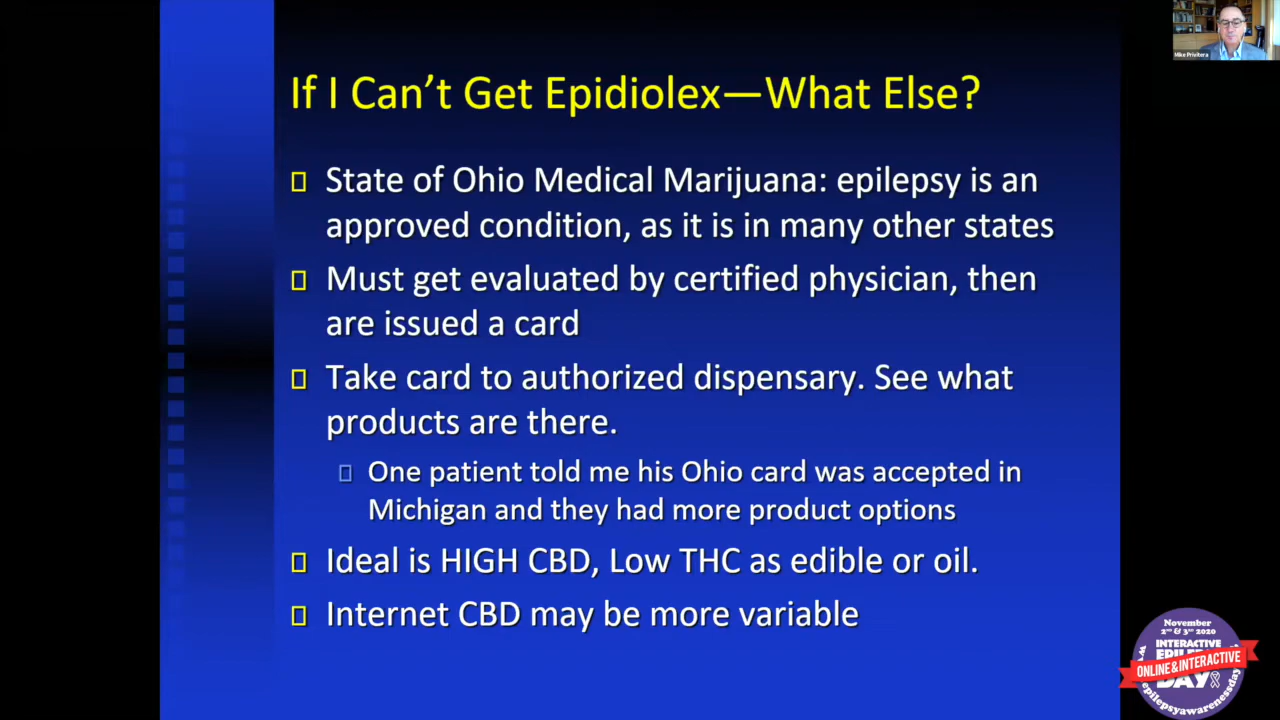 Mike Privitera
If I Can't Get Epidiolex—What Else?
State of Ohio Medical Marijuana: epilepsy is an
approved condition, as it is in many other states
Must get evaluated by certified physician, then
are issued a card
Take card to authorized dispensary. See what
products are there.
One patient told me his Ohio card was accepted in
Michigan and they had more product options
Ideal is HIGH CBD, Low THC as edible or oil.
Internet CBD may be more variable
November
2ND & 3RD 2020
INTERACTIVE
ONLINE & INTERACTIVE
DAY
epilepsyawarenessday